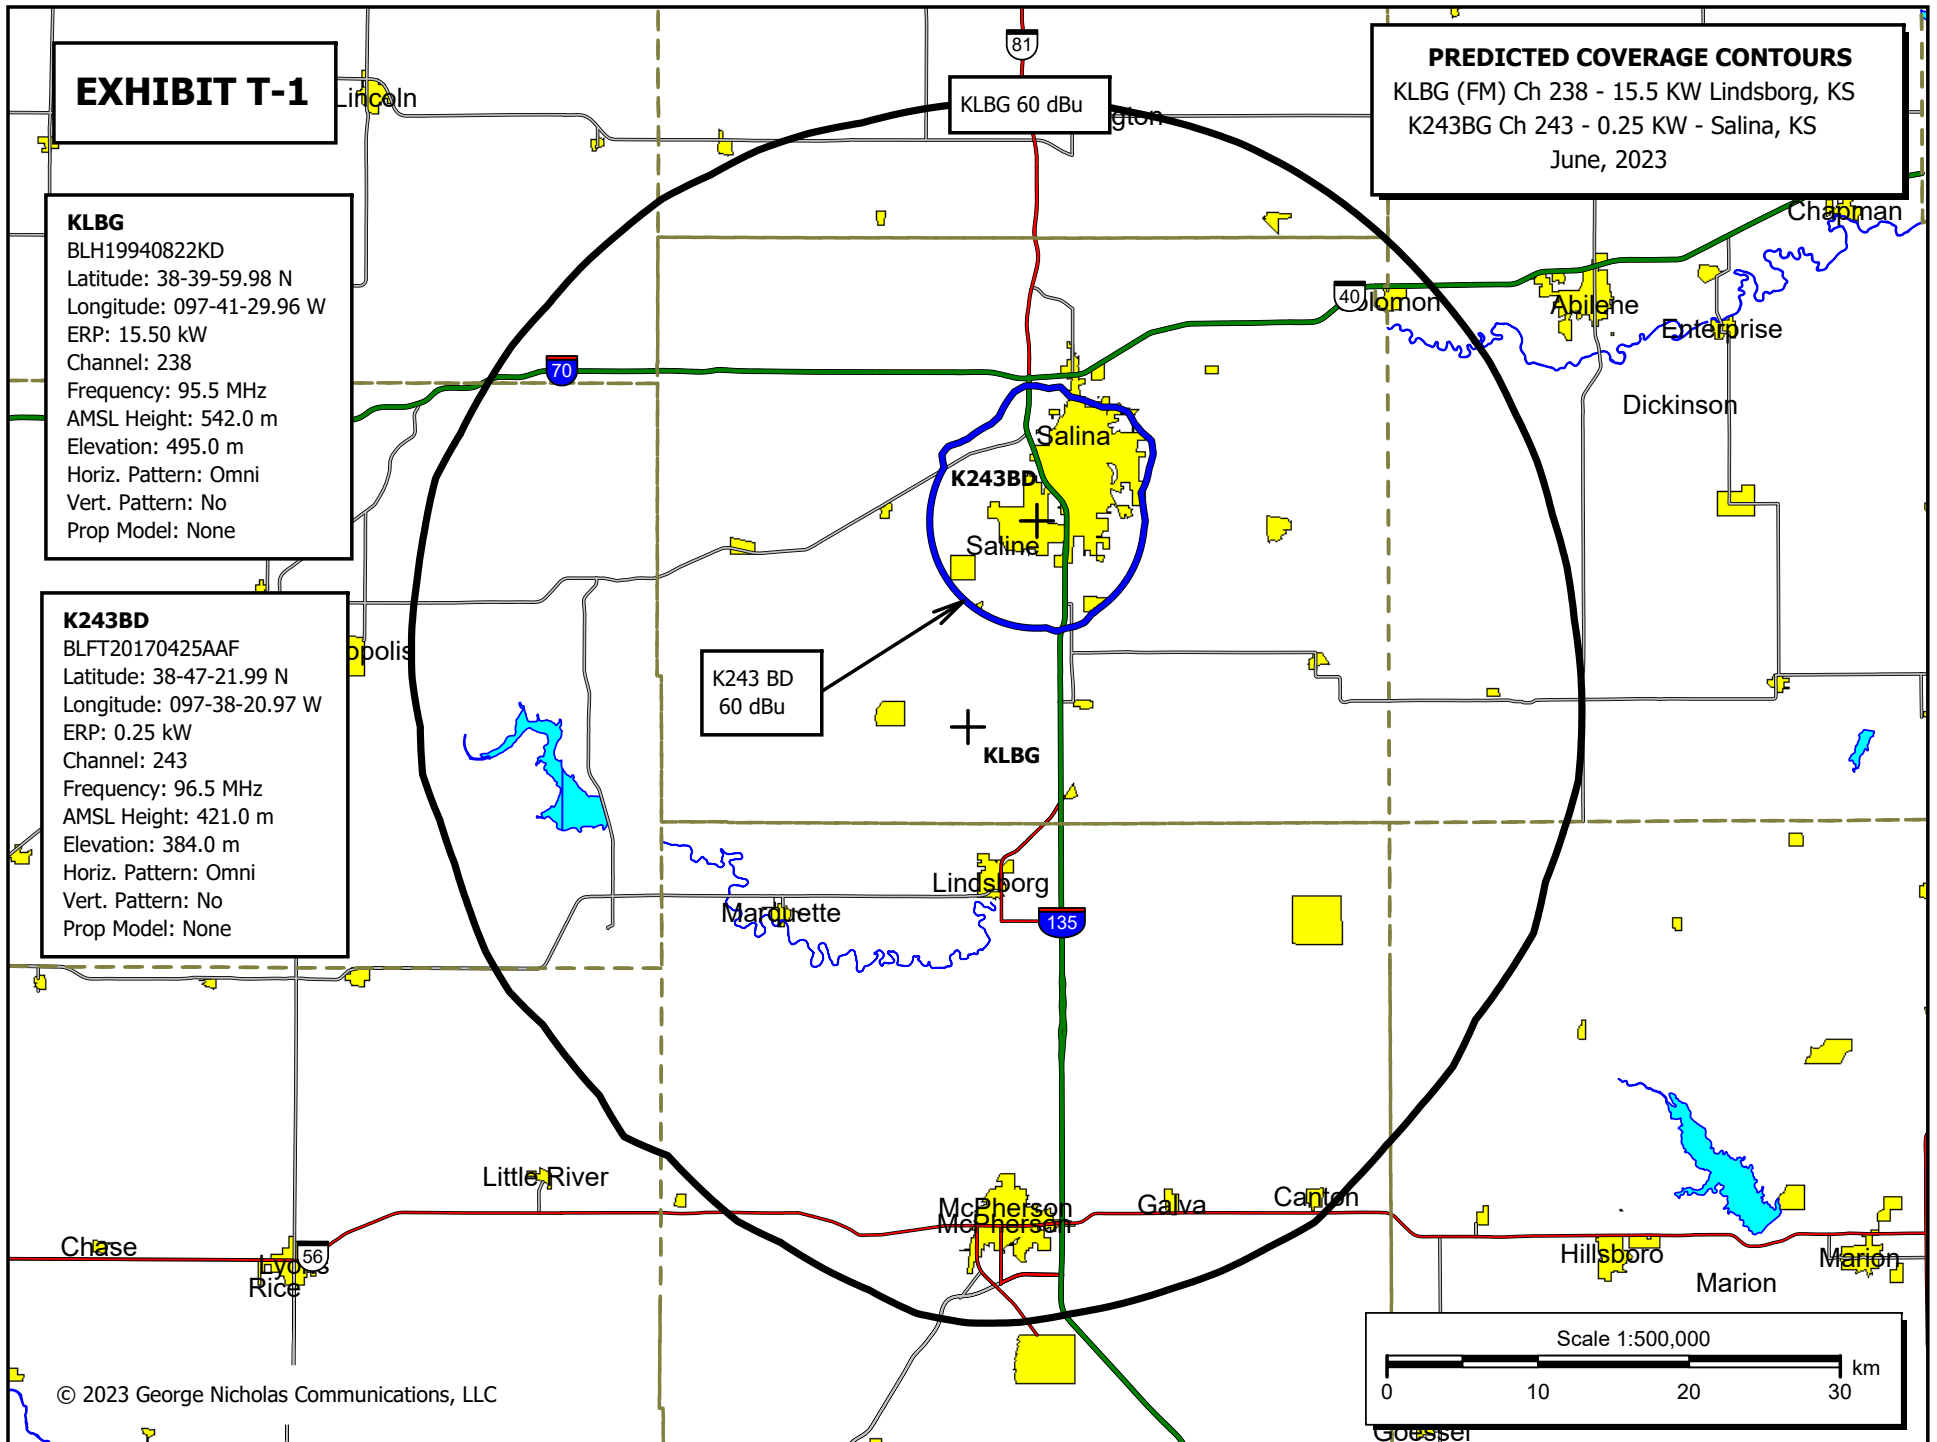 EXHIBIT T-1
PREDICTED COVERAGE CONTOURS
KLBG (FM) Ch 238 - 15.5 KW Lindsborg, KS
K243BG Ch 243 - 0.25 KW - Salina, KS
June, 2023
KLBG
BLH19940822KD
Latitude: 38-39-59.98 N
Longitude: 097-41-29.96 W
ERP: 15.50 kW
Channel: 238
Frequency: 95.5 MHz
AMSL Height: 542.0 m
Elevation: 495.0 m
Horiz. Pattern: Omni
Vert. Pattern: No
Prop Model: None
K243BD
BLFT20170425AAF
Latitude: 38-47-21.99 N
Longitude: 097-38-20.97 W
ERP: 0.25 kW
Channel: 243
Frequency: 96.5 MHz
AMSL Height: 421.0 m
Elevation: 384.0 m
Horiz. Pattern: Omni
Vert. Pattern: No
Prop Model: None
81
KLBG 60 dBu
Lincoln
Chapman
40
Abilene
Enterprise
70
Dickinson
Salina
K243BD
Saline
K243 BD
60 dBu
KLBG
Lindsborg
Marquette
135
Little River
McPherson
McPherson
Galva
Canton
Chase
56
Lyons
Rice
Hillsboro
Marion
Marion
Scale 1:500,000
km
0 10 20 30
Goessel
© 2023 George Nicholas Communications, LLC